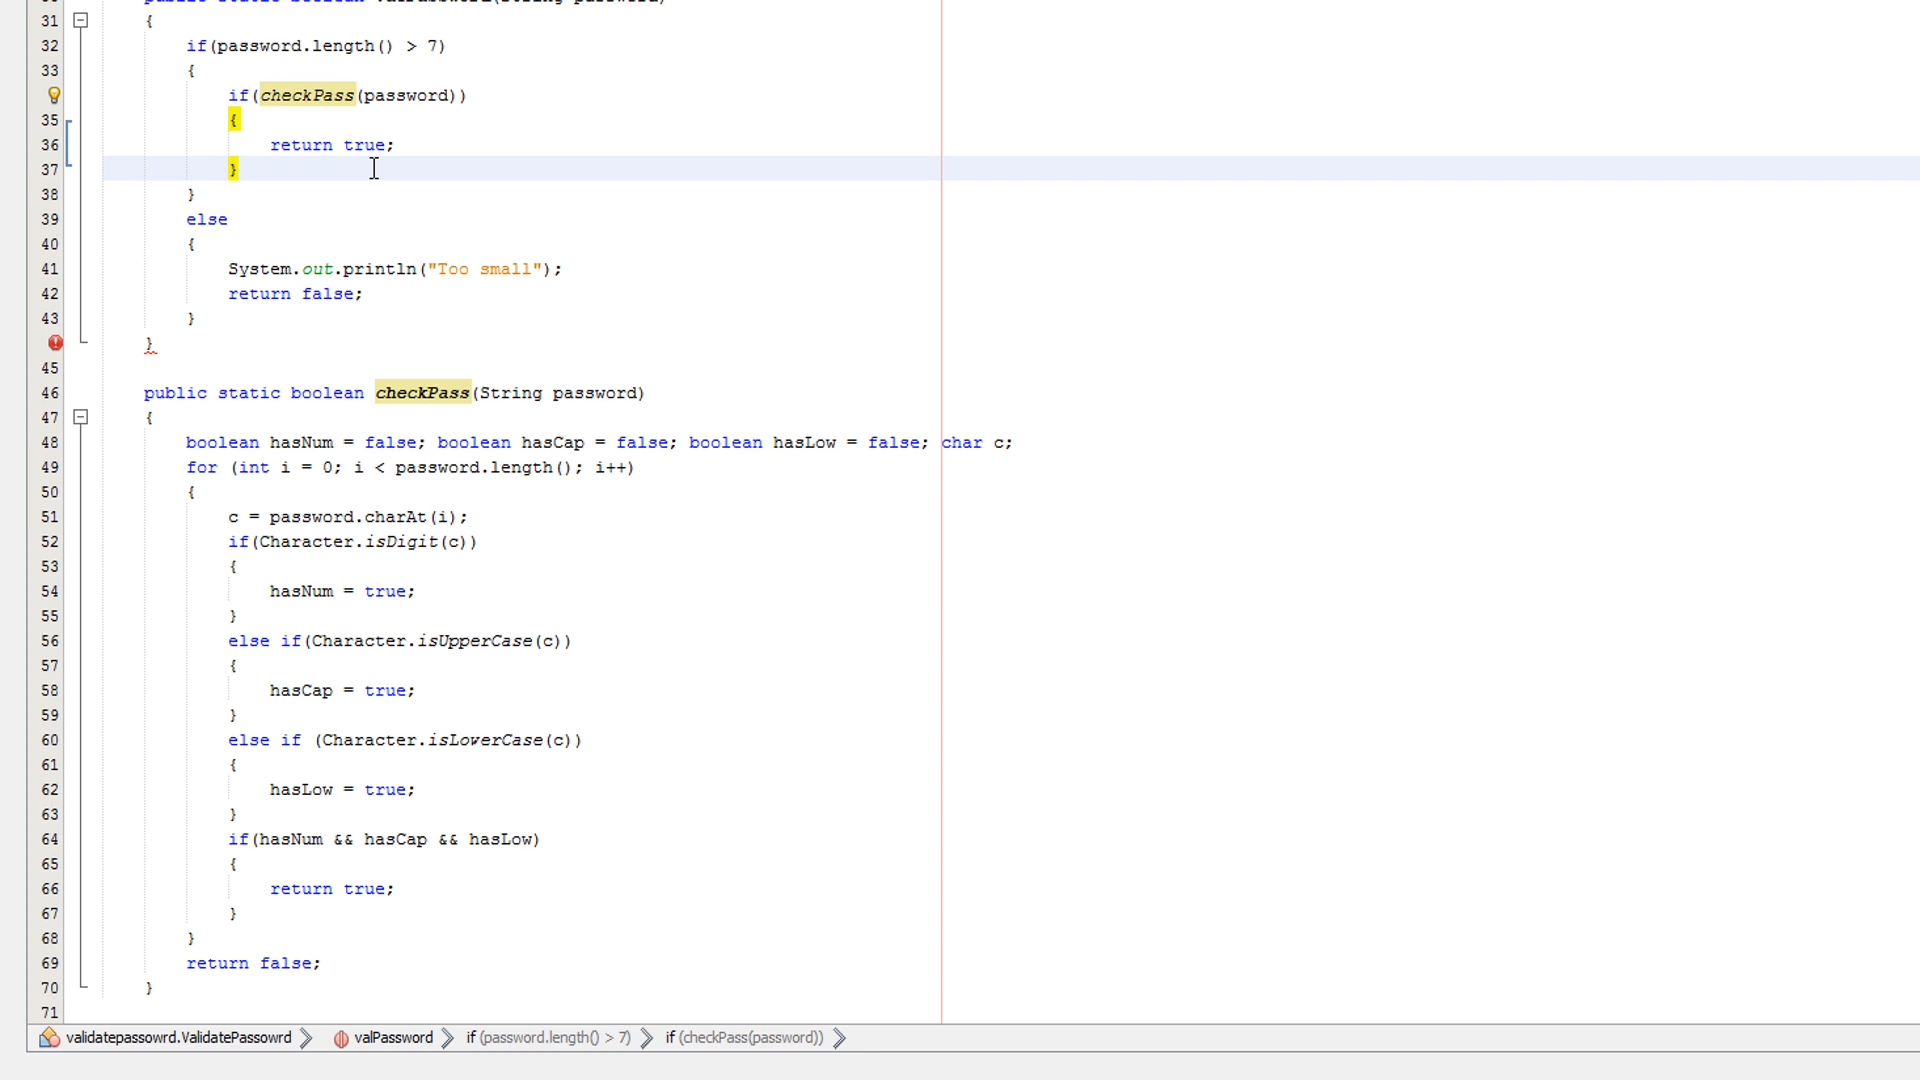 public static boolean valPassword(String password)
31 {
32 if(password.length() > 7)
33 {
if(checkPass(password))
35 {
36 return true;
37 }
38 }
39 else
40 {
41 System.out.println("Too small");
42 return false;
43 }
}
45
46 public static boolean checkPass(String password)
47 {
48 boolean hasNum = false; boolean hasCap = false; boolean hasLow = false; char c;
49 for (int i = 0; i < password.length(); i++)
50 {
51 c = password.charAt(i);
52 if(Character.isDigit(c))
53 {
54 hasNum = true;
55 }
56 else if(Character.isUpperCase(c))
57 {
58 hasCap = true;
59 }
60 else if (Character.isLowerCase(c))
61 {
62 hasLow = true;
63 }
64 if(hasNum && hasCap && hasLow)
65 {
66 return true;
67 }
68 }
69 return false;
70 }
71
validatepassowrd.ValidatePassowrd valPassword if (password.length() > 7) if (checkPass(password))